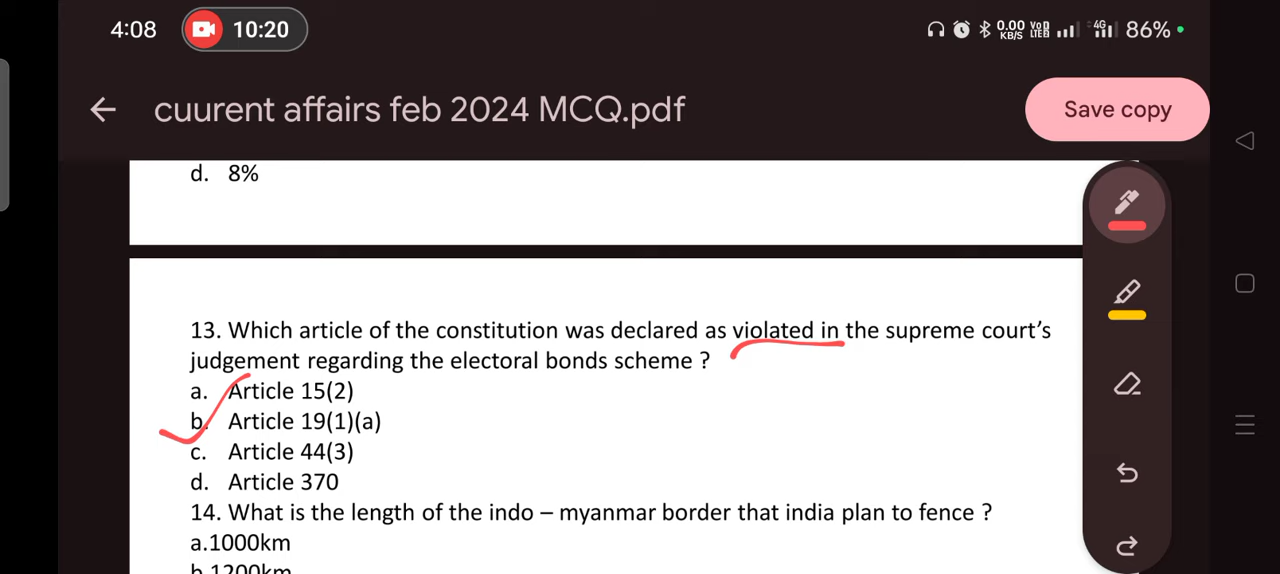 4:08 10:20 0.00 KB/S VoD LTEB 4G 86%
cuurent affairs feb 2024 MCQ.pdf Save copy
d. 8%
13. Which article of the constitution was declared as violated in the supreme court's
judgement regarding the electoral bonds scheme ?
a. Article 15(2)
b. Article 19(1)(a)
c. Article 44(3)
d. Article 370
14. What is the length of the indo – myanmar border that india plan to fence ?
a.1000km
b.1200km